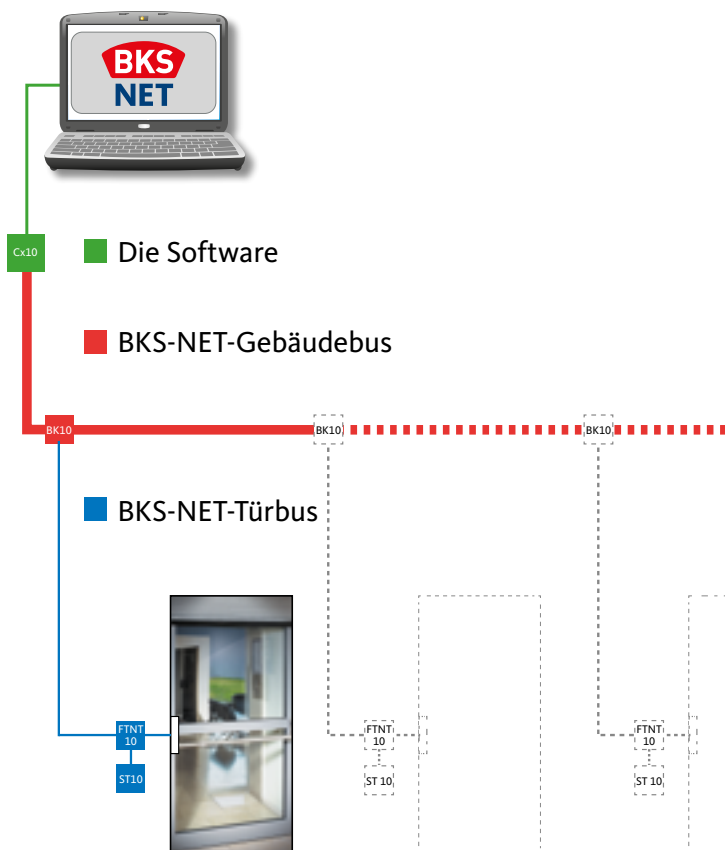 BKS
NET
Cx10
Die Software
BKS-NET-Gebäudebus
BK10
BK10
BK10
BKS-NET-Türbus
FTNT
10
ST10
FTNT
10
ST 10
FTNT
10
ST 10